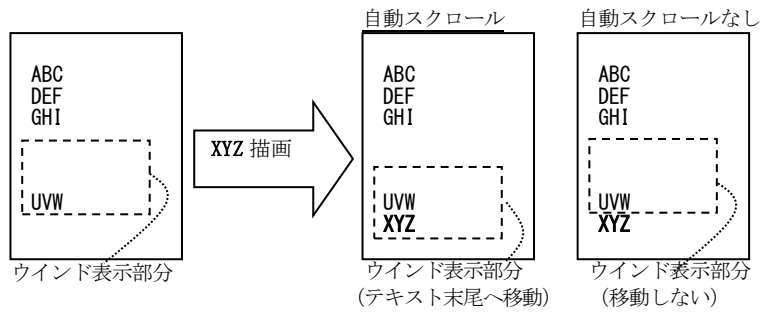 自動スクロール
自動スクロールなし
ABC
DEF
GHI
UVW
ウインド表示部分
XYZ 描画
ABC
DEF
GHI
UVW
XYZ
ウインド表示部分
(テキスト末尾へ移動)
ABC
DEF
GHI
UVW
XYZ
ウインド表示部分
(移動しない)